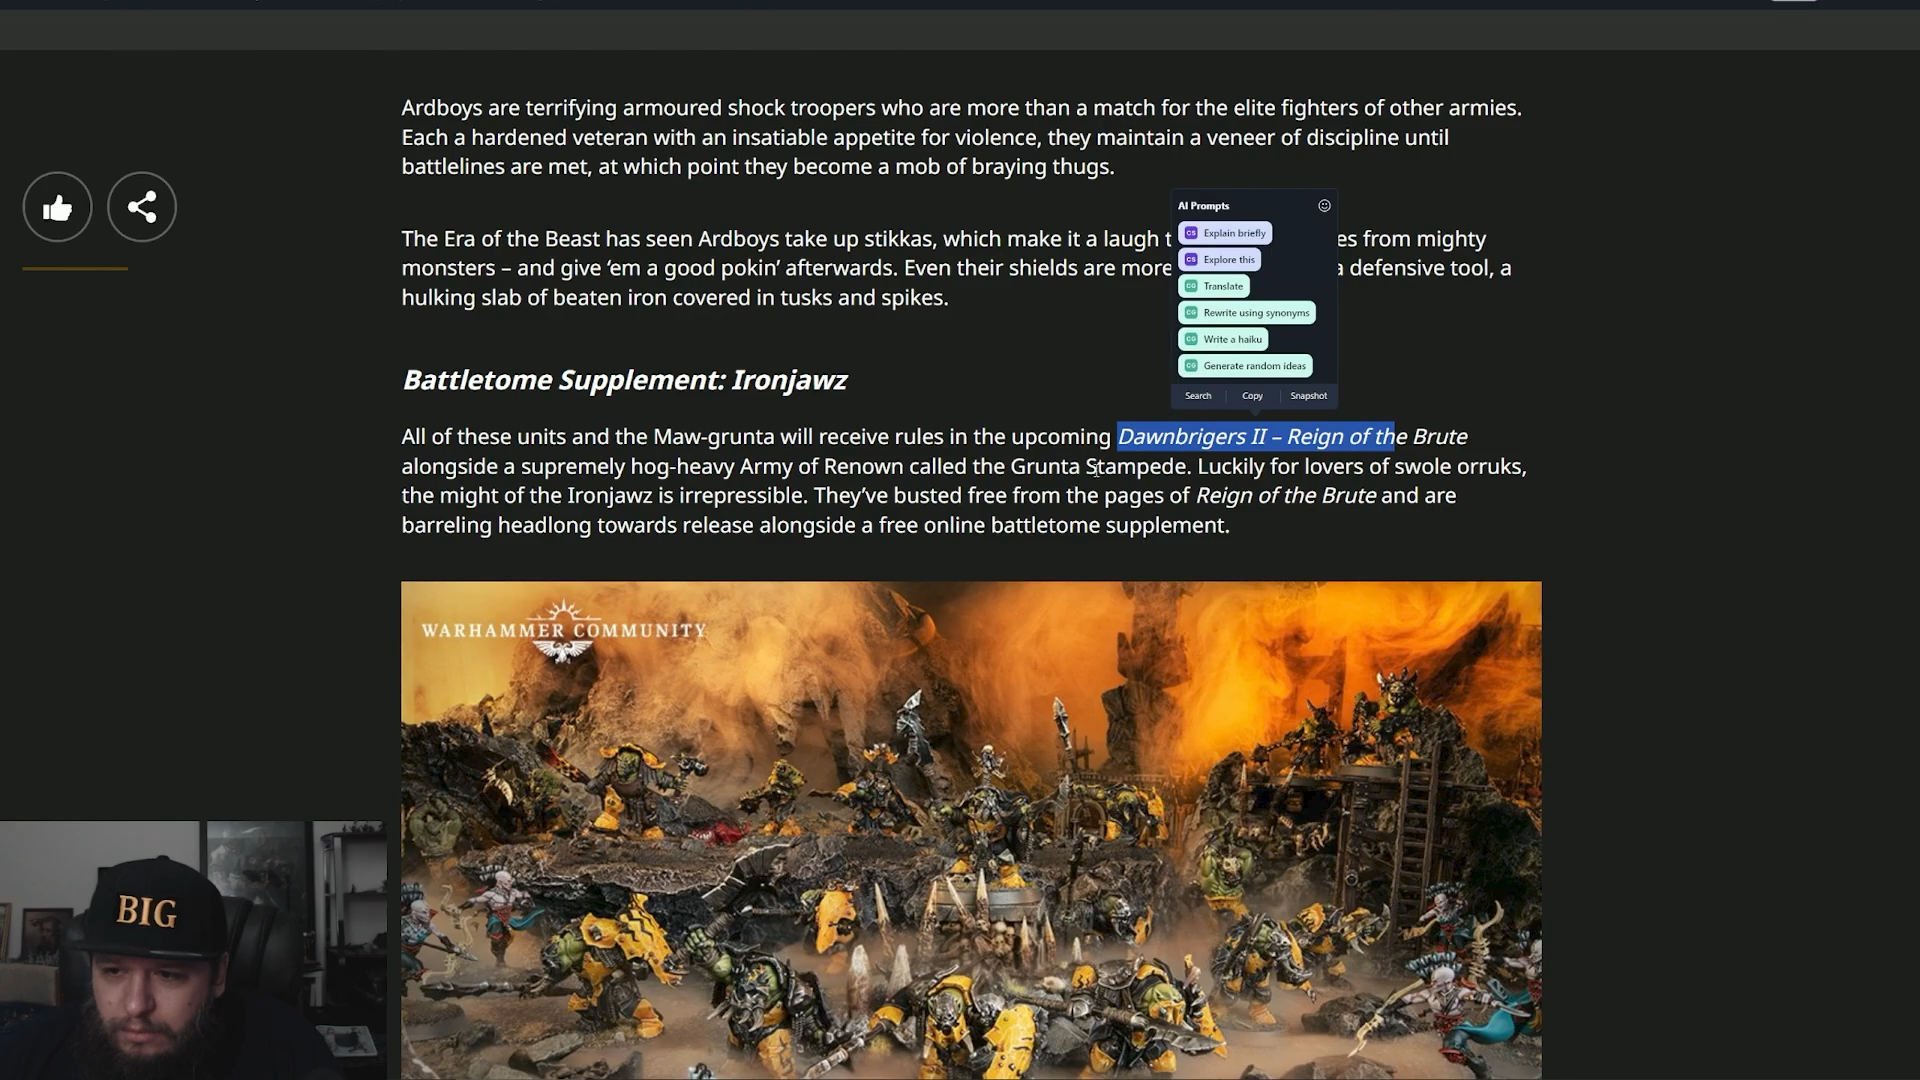 Ardboys are terrifying armoured shock troopers who are more than a match for the elite fighters of other armies.
Each a hardened veteran with an insatiable appetite for violence, they maintain a veneer of discipline until
battlelines are met, at which point they become a mob of braying thugs.
AI Prompts
Explain briefly
Explore this
Translate
Rewrite using synonyms
Write a haiku
Generate random ideas
Search
Copy
Snapshot
The Era of the Beast has seen Ardboys take up stikkas, which make it a laugh es from mighty
monsters – and give ‘em a good pokin’ afterwards. Even their shields are more a defensive tool, a
hulking slab of beaten iron covered in tusks and spikes.
Battletome Supplement: Ironjawz
All of these units and the Maw-grunta will receive rules in the upcoming Dawnbrigers II – Reign of the Brute
alongside a supremely hog-heavy Army of Renown called the Grunta Stampede. Luckily for lovers of swole orruks,
the might of the Ironjawz is irrepressible. They’ve busted free from the pages of Reign of the Brute and are
barreling headlong towards release alongside a free online battletome supplement.
WARHAMMER COMMUNITY
BIG